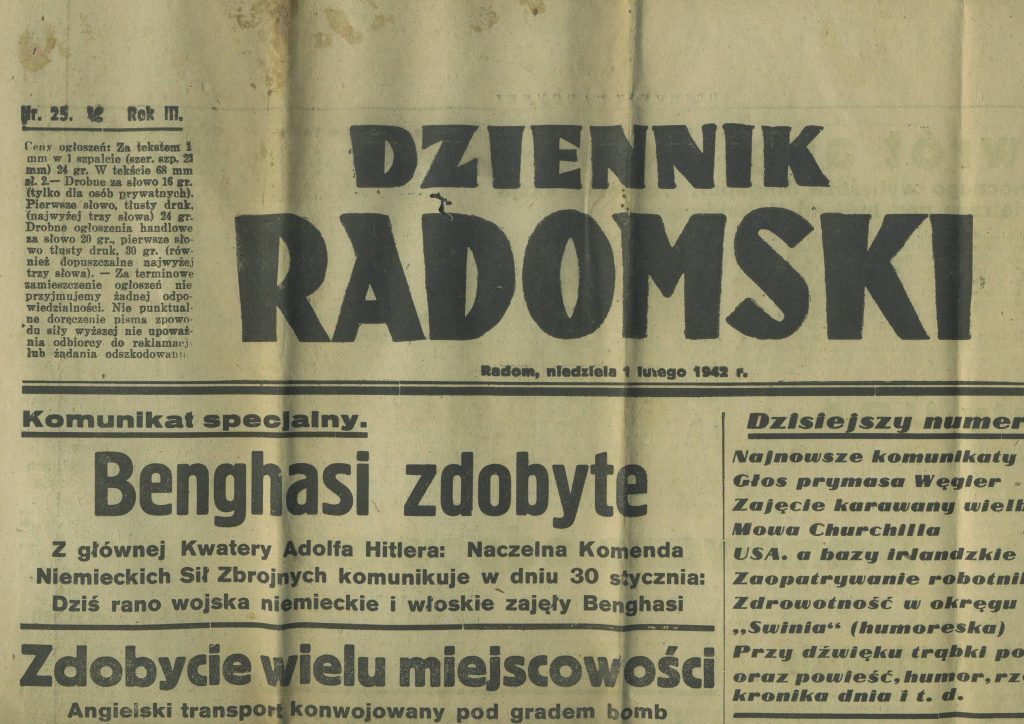 Nr. 25. Rok III.
Ceny ogłoszeń: Za tekstem 1
mm w 1 szpalcie (szer. szp. 23
mm) 24 gr. W tekście 68 mm
zł. 2.— Drobne za słowo 16 gr.
(tylko dla osób prywatnych).
Pierwsze słowo, tłusty druk,
(najwyżej trzy słowa) 24 gr.
Drobne ogłoszenia handlowe
za słowo 20 gr., pierwsze sło-
wo tłusty druk, 30 gr. (rów-
nież dopuszczalne najwyżej
trzy słowa). — Za terminowe
zamieszczenie ogłoszeń nie
przyjmujemy żadnej odpo-
wiedzialności. Nie punktual-
ne doręczenie pisma z powo-
du siły wyższej nie upoważ-
nia odbiorcy do reklamacji
lub żądania odszkodowania
DZIENNIK
RADOMSKI
Radom, niedziela 1 lutego 1942 r.
Komunikat specjalny.
Benghasi zdobyte
Z głównej Kwatery Adolfa Hitlera: Naczelna Komenda
Niemieckich Sił Zbrojnych komunikuje w dniu 30 stycznia:
Dziś rano wojska niemieckie i włoskie zajęły Benghasi
Zdobycie wielu miejscowości
Angielski transport konwojowany pod gradem bomb
Dzisiejszy numer
Najnowsze komunikaty
Głos prymasa Węgier
Zajęcie karawany wielb
Mowa Churchilla
USA. a bazy irlandzkie
Zaopatrywanie robotni
Zdrowotność w okręgu
„Swinia“ (humoreska)
Przy dźwięku trąbki po
oraz powieść, humor, rze
kronika dnia i t. d.